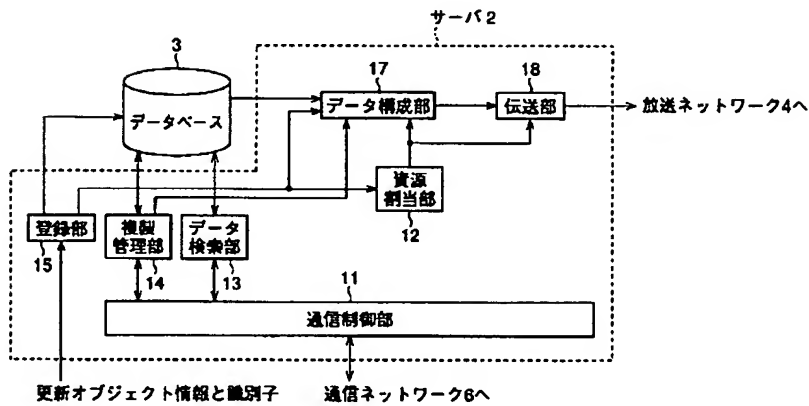 サーバ2
3
データベース
17
データ構成部
18
伝送部
放送ネットワーク4へ
資源
割当部
12
登録部
15
複製
管理部
14
データ
検索部
13
11
通信制御部
更新オブジェクト情報と識別子
通信ネットワーク6へ